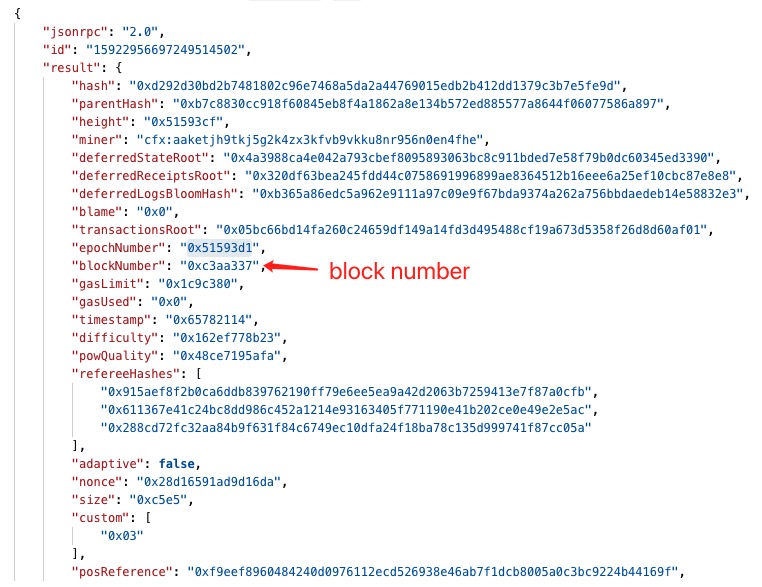 {
"jsonrpc": "2.0",
"id": "15922956697249514502",
"result": {
"hash": "0xd292d30bd2b7481802c96e7468a5da2a44769015edb2b412dd1379c3b7e5fe9d",
"parentHash": "0xb7c8830cc918f60845eb8f4a1862a8e134b572ed885577a8644f06077586a897",
"height": "0x51593cf",
"miner": "cfx:aaketjh9tkj5g2k4zx3kfvb9vkku8nr956n0en4fhe",
"deferredStateRoot": "0x4a3988ca4e042a793cbef8095893063bc8c911bded7e58f79b0dc60345ed3390",
"deferredReceiptsRoot": "0x320df63bea245fdd44c0758691996899ae8364512b16eee6a25ef10cbc87e8e8",
"deferredLogsBloomHash": "0xb365a86edc5a962e9111a97c09e9f67bda9374a262a756bbdaedeb14e58832e3",
"blame": "0x0",
"transactionsRoot": "0x05bc66bd14fa260c24659df149a14fd3d495488cf19a673d5358f26d8d60af01",
"epochNumber": "0x51593d1",
"blockNumber": "0xc3aa337", block number
"gasLimit": "0x1c9c380",
"gasUsed": "0x0",
"timestamp": "0x65782114",
"difficulty": "0x162ef778b23",
"powQuality": "0x48ce7195afa",
"refereeHashes": [
"0x915aef8f2b0ca6ddb839762190ff79e6ee5ea9a42d2063b7259413e7f87a0cfb",
"0x611367e41c24bc8dd986c452a1214e93163405f771190e41b202ce0e49e2e5ac",
"0x288cd72fc32aa84b9f631f84c6749ec10dfa24f18ba78c135d999741f87cc05a"
],
"adaptive": false,
"nonce": "0x28d16591ad9d16da",
"size": "0xc5e5",
"custom": [
"0x03"
],
"posReference": "0xf9eef8960484240d0976112ecd526938e46ab7f1dcb8005a0c3bc9224b44169f",